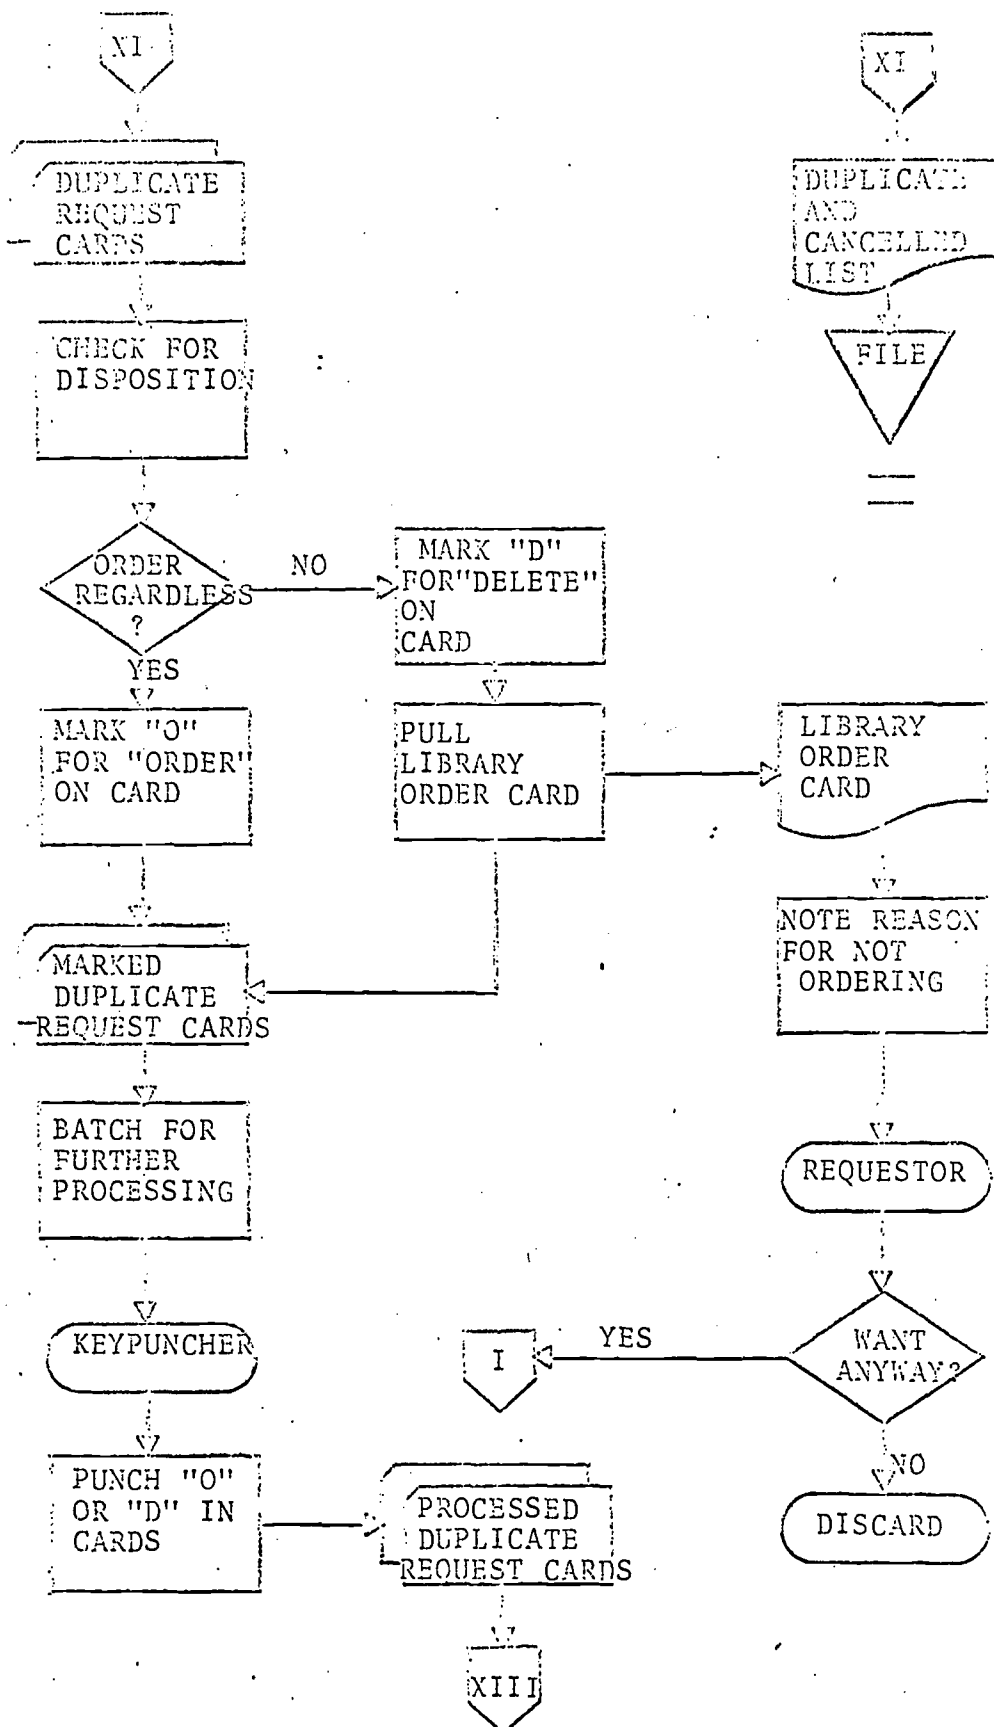 XI
DUPLICATE
REQUEST
CARDS
CHECK FOR
DISPOSITION
ORDER
REGARDLESS
?
NO
YES
MARK "D"
FOR"DELETE"
ON
CARD
MARK "O"
FOR "ORDER"
ON CARD
PULL
LIBRARY
ORDER CARD
LIBRARY
ORDER
CARD
MARKED
DUPLICATE
REQUEST CARDS
NOTE REASON
FOR NOT
ORDERING
BATCH FOR
FURTHER
PROCESSING
REQUESTOR
KEYPUNCHER
WANT
ANYWAY?
YES
I
NO
DISCARD
PUNCH "O"
OR "D" IN
CARDS
PROCESSED
DUPLICATE
REQUEST CARDS
XIII
XI
DUPLICATE
AND
CANCELLED
LIST
FILE